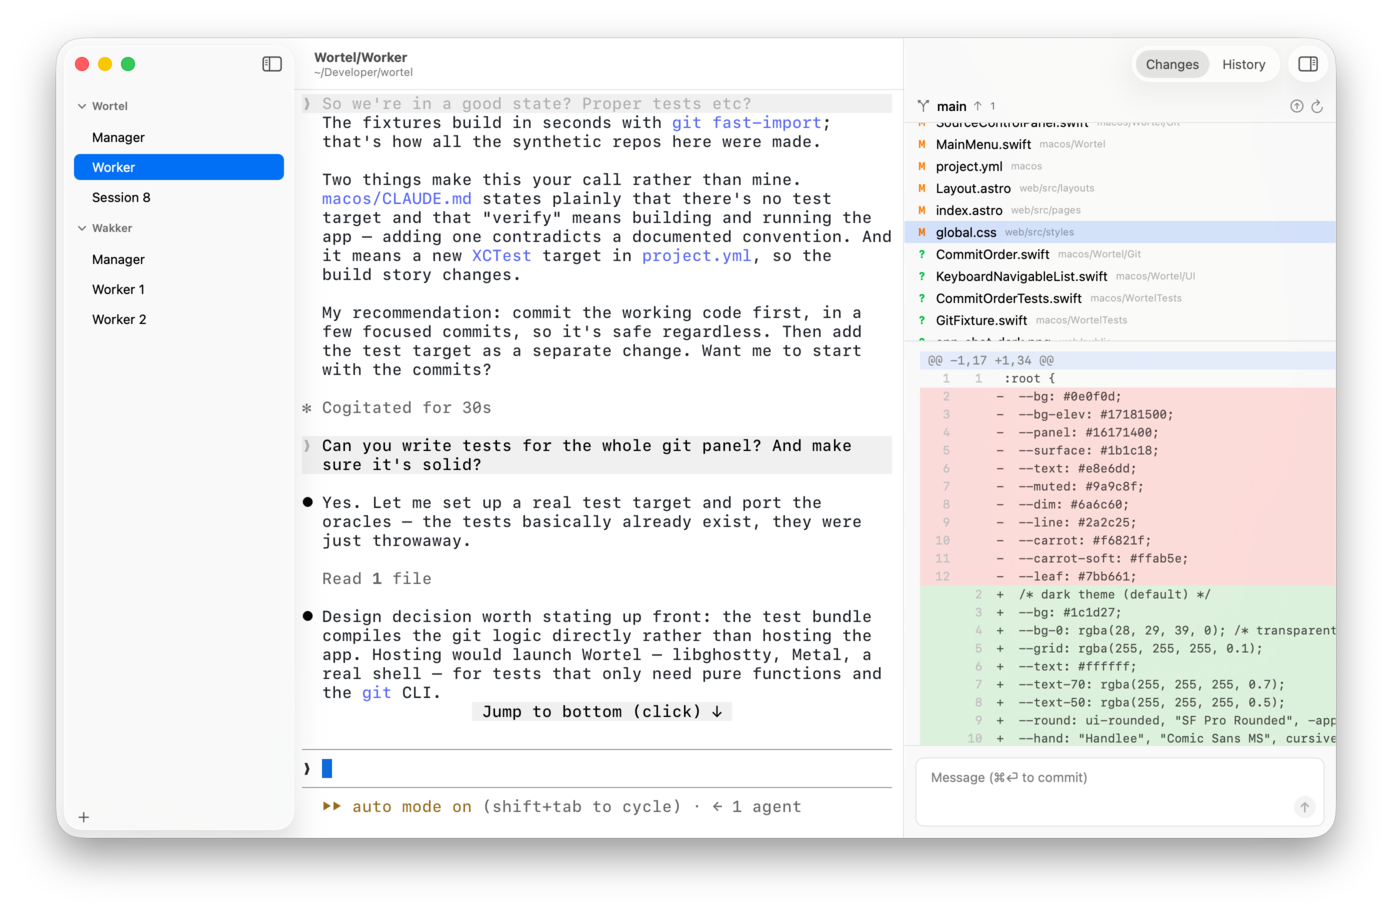 Wortel
Manager
Worker
Session 8
Wakker
Manager
Worker 1
Worker 2
+
Wortel/Worker
~/Developer/wortel
❯ So we're in a good state? Proper tests etc?
The fixtures build in seconds with git fast-import;
that's how all the synthetic repos here were made.
Two things make this your call rather than mine.
macos/CLAUDE.md states plainly that there's no test
target and that "verify" means building and running the
app — adding one contradicts a documented convention. And
it means a new XCTest target in project.yml, so the
build story changes.
My recommendation: commit the working code first, in a
few focused commits, so it's safe regardless. Then add
the test target as a separate change. Want me to start
with the commits?
✻ Cogitated for 30s
❯ Can you write tests for the whole git panel? And make
sure it's solid?
● Yes. Let me set up a real test target and port the
oracles — the tests basically already exist, they were
just throwaway.
Read 1 file
● Design decision worth stating up front: the test bundle
compiles the git logic directly rather than hosting the
app. Hosting would launch Wortel — libghostty, Metal, a
real shell — for tests that only need pure functions and
the git CLI.
Jump to bottom (click) ↓
❯
⏵⏵ auto mode on (shift+tab to cycle) · ← 1 agent
Changes History
main ↑ 1
SourceControlPanel.swift macos/Wortel/Git
M MainMenu.swift macos/Wortel
M project.yml macos
M Layout.astro web/src/layouts
M index.astro web/src/pages
M global.css web/src/styles
? CommitOrder.swift macos/Wortel/Git
? KeyboardNavigableList.swift macos/Wortel/UI
? CommitOrderTests.swift macos/WortelTests
? GitFixture.swift macos/WortelTests
@@ -1,17 +1,34 @@
1 1 :root {
2 - --bg: #0e0f0d;
3 - --bg-elev: #17181500;
4 - --panel: #16171400;
5 - --surface: #1b1c18;
6 - --text: #e8e6dd;
7 - --muted: #9a9c8f;
8 - --dim: #6a6c60;
9 - --line: #2a2c25;
10 - --carrot: #f6821f;
11 - --carrot-soft: #ffab5e;
12 - --leaf: #7bb661;
2 + /* dark theme (default) */
3 + --bg: #1c1d27;
4 + --bg-0: rgba(28, 29, 39, 0); /* transparent
5 + --grid: rgba(255, 255, 255, 0.1);
6 + --text: #ffffff;
7 + --text-70: rgba(255, 255, 255, 0.7);
8 + --text-50: rgba(255, 255, 255, 0.5);
9 + --round: ui-rounded, "SF Pro Rounded", -app
10 + --hand: "Handlee", "Comic Sans MS", cursive
Message (⌘⏎ to commit)